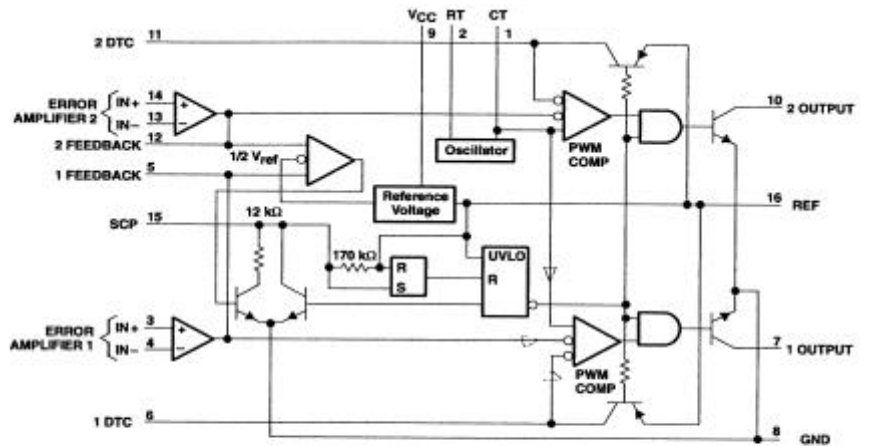 VCC RT CT
9 2 1
2 DTC 11
ERROR AMPLIFIER 2
IN+ 14
IN- 13
2 FEEDBACK 12
1 FEEDBACK 5
SCP 15
1/2 Vref
Oscillator
Reference Voltage
PWM COMP
10 2 OUTPUT
16 REF
12 kΩ
170 kΩ
R
S
UVLO
R
ERROR AMPLIFIER 1
IN+ 3
IN- 4
PWM COMP
7 1 OUTPUT
1 DTC 6
8 GND